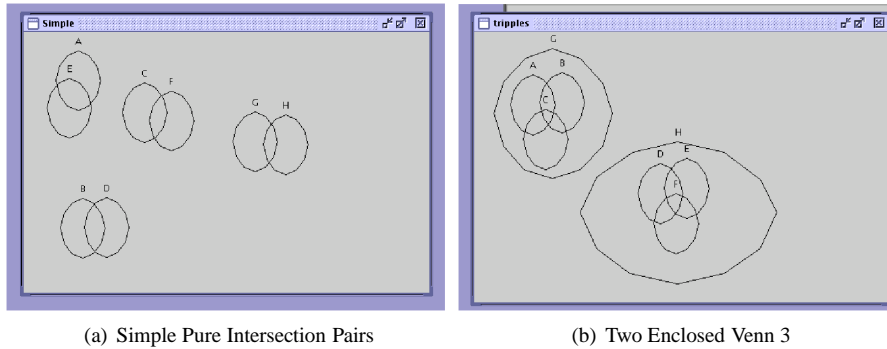 Simple
A
E
C
F
G
H
B
D
(a) Simple Pure Intersection Pairs
tripples
G
A
B
C
H
D
E
F
(b) Two Enclosed Venn 3